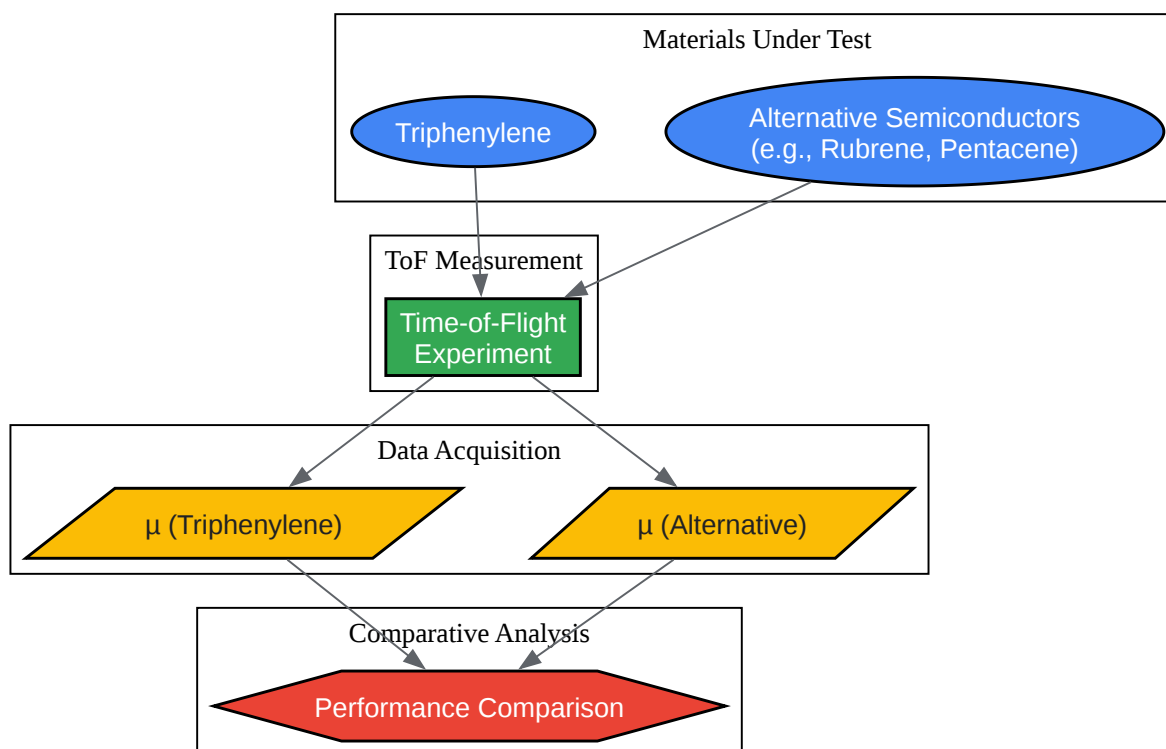 Materials Under Test
Triphenylene
Alternative Semiconductors
(e.g., Rubrene, Pentacene)
ToF Measurement
Time-of-Flight
Experiment
Data Acquisition
µ (Triphenylene)
µ (Alternative)
Comparative Analysis
Performance Comparison